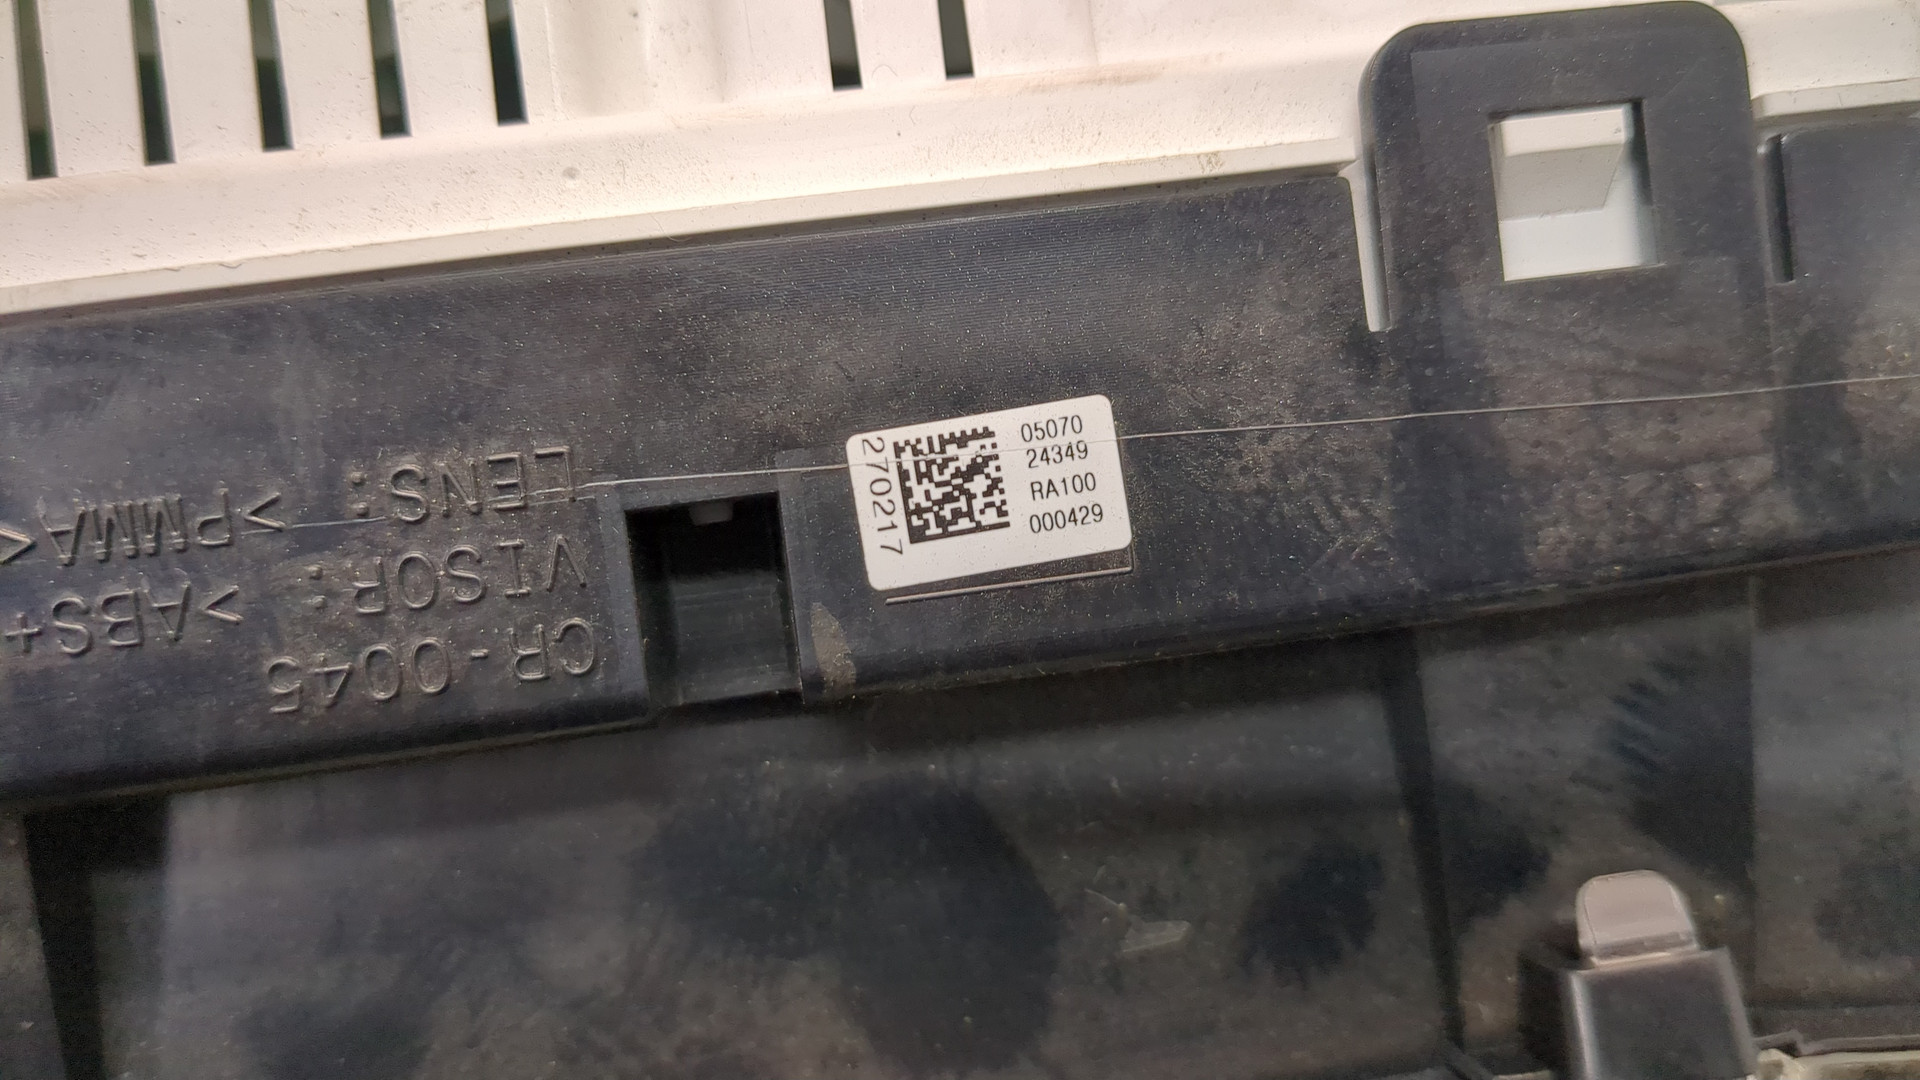 270217
05070
24349
RA100
000429
CR-0045
VISOR: >ABS+
LENS: >PMMA<